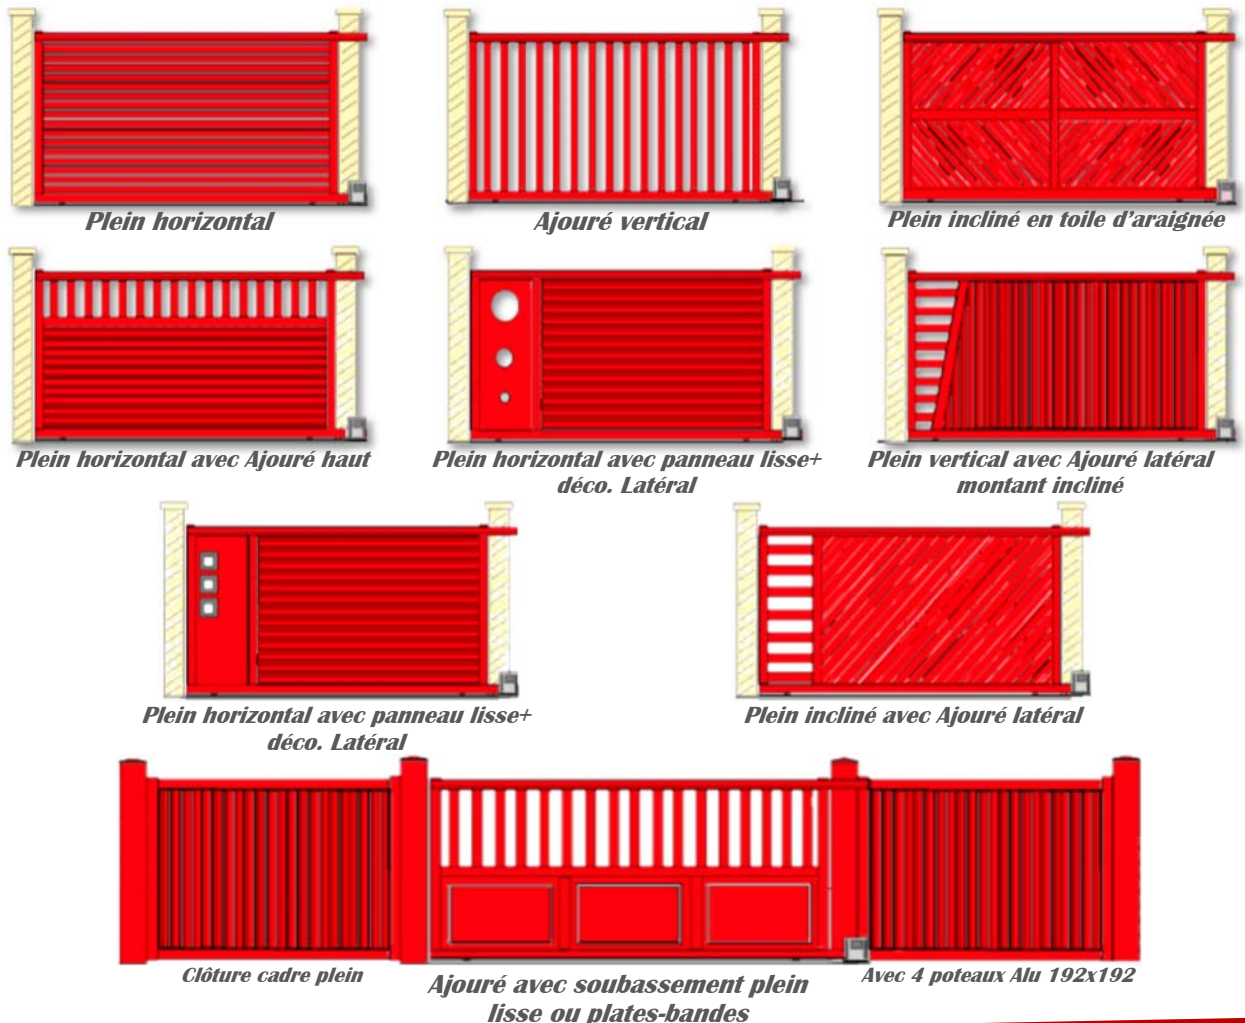 Plein horizontal
Ajouré vertical
Plein incliné en toile d'araignée
Plein horizontal avec Ajouré haut
Plein horizontal avec panneau lisse+
déco. Latéral
Plein vertical avec Ajouré latéral
montant incliné
Plein horizontal avec panneau lisse+
déco. Latéral
Plein incliné avec Ajouré latéral
Clôture cadre plein
Ajouré avec soubassement plein
lisse ou plates-bandes
Avec 4 poteaux Alu 192x192